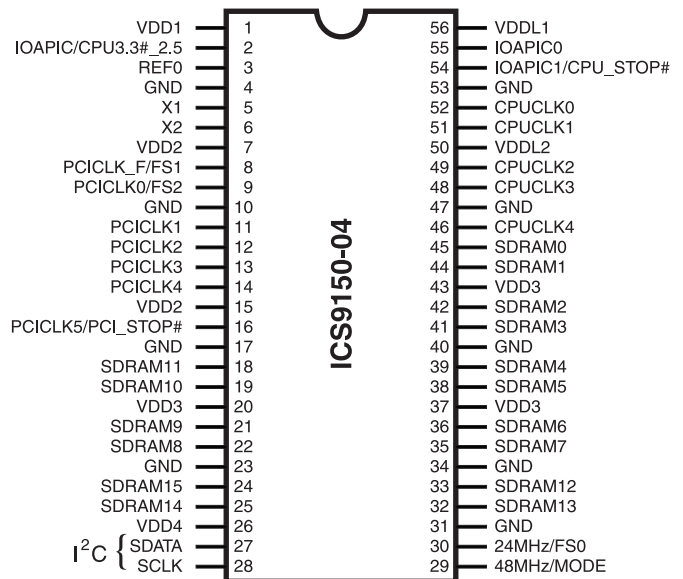 VDD1 1 56 VDDL1
IOAPIC/CPU3.3#_2.5 2 55 IOAPIC0
REF0 3 54 IOAPIC1/CPU_STOP#
GND 4 53 GND
X1 5 52 CPUCLK0
X2 6 51 CPUCLK1
VDD2 7 50 VDDL2
PCICLK_F/FS1 8 49 CPUCLK2
PCICLK0/FS2 9 48 CPUCLK3
GND 10 47 GND
PCICLK1 11 46 CPUCLK4
PCICLK2 12 45 SDRAM0
PCICLK3 13 44 SDRAM1
PCICLK4 14 43 VDD3
VDD2 15 42 SDRAM2
PCICLK5/PCI_STOP# 16 41 SDRAM3
GND 17 40 GND
SDRAM11 18 39 SDRAM4
SDRAM10 19 38 SDRAM5
VDD3 20 37 VDD3
SDRAM9 21 36 SDRAM6
SDRAM8 22 35 SDRAM7
GND 23 34 GND
SDRAM15 24 33 SDRAM12
SDRAM14 25 32 SDRAM13
VDD4 26 31 GND
I²C { SDATA 27 30 24MHz/FS0
SCLK 28 29 48MHz/MODE
ICS9150-04